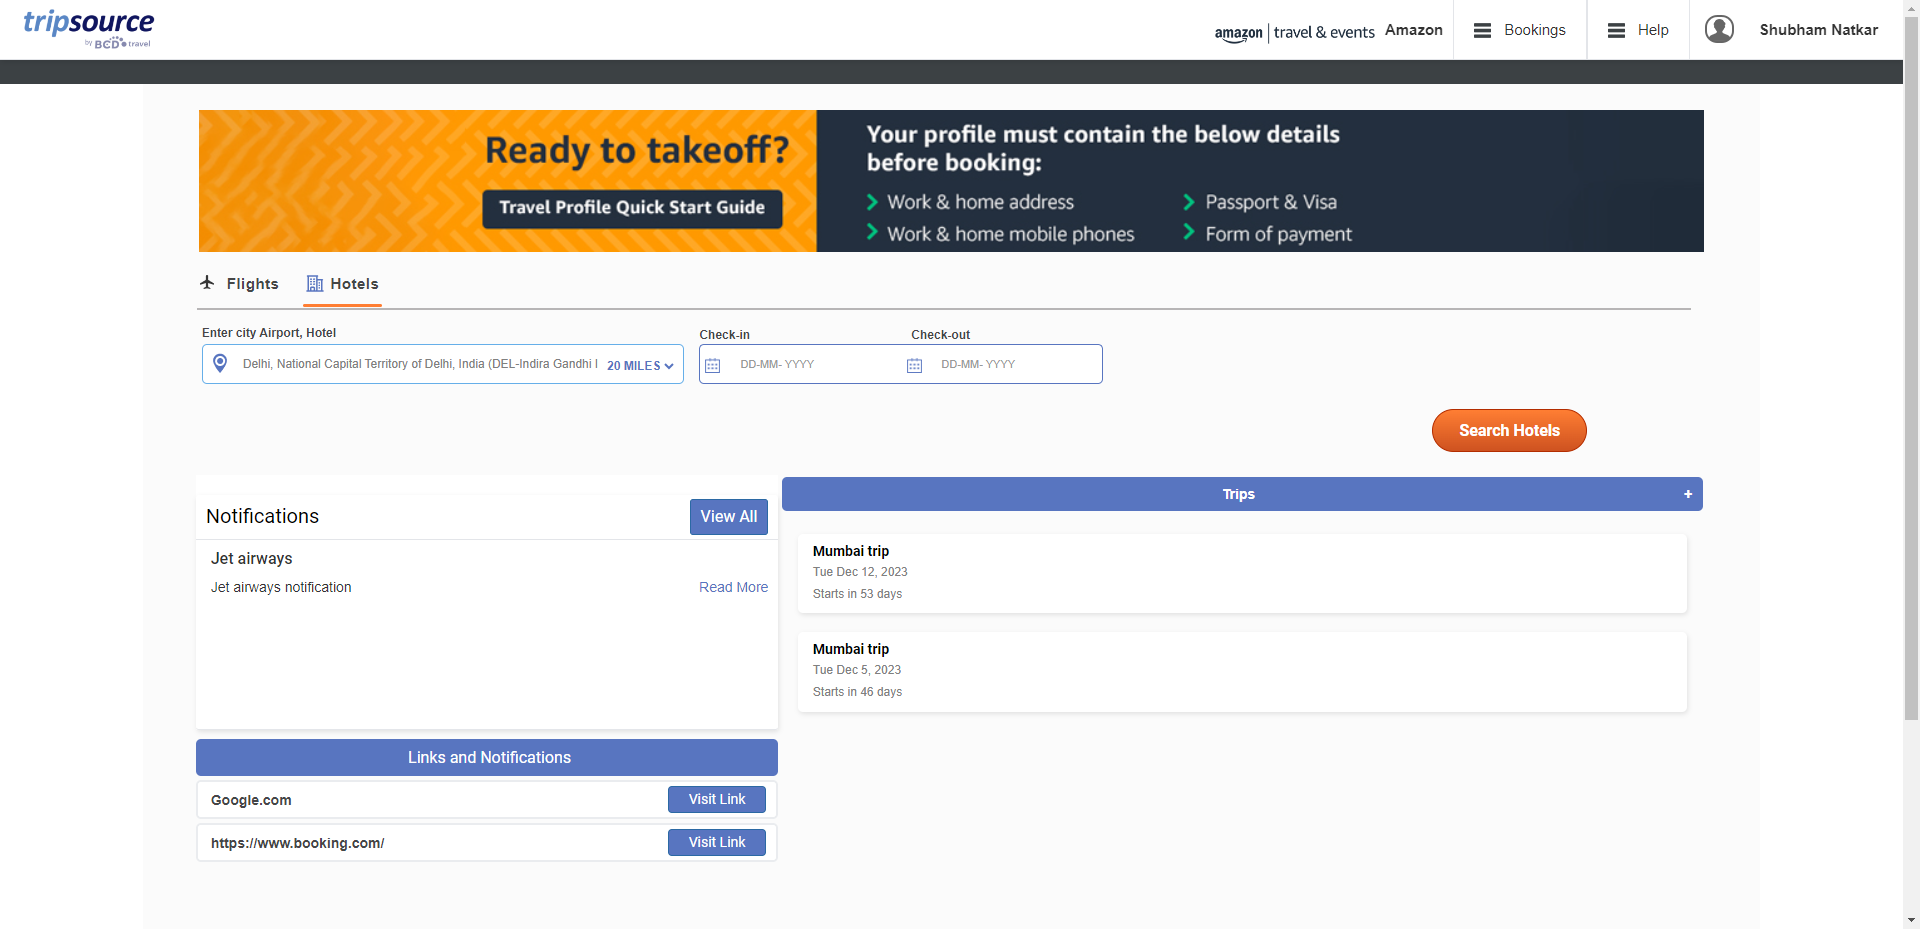 tripsource
by BCD travel
amazon | travel & events
Amazon
Bookings
Help
Shubham Natkar
Ready to takeoff?
Travel Profile Quick Start Guide
Your profile must contain the below details
before booking:
Work & home address
Passport & Visa
Work & home mobile phones
Form of payment
Flights
Hotels
Enter city Airport, Hotel
Check-in
Check-out
Delhi, National Capital Territory of Delhi, India (DEL-Indira Gandhi I
20 MILES
DD-MM- YYYY
DD-MM- YYYY
Search Hotels
Notifications
View All
Jet airways
Jet airways notification
Read More
Trips
+
Mumbai trip
Tue Dec 12, 2023
Starts in 53 days
Mumbai trip
Tue Dec 5, 2023
Starts in 46 days
Links and Notifications
Google.com
Visit Link
https://www.booking.com/
Visit Link